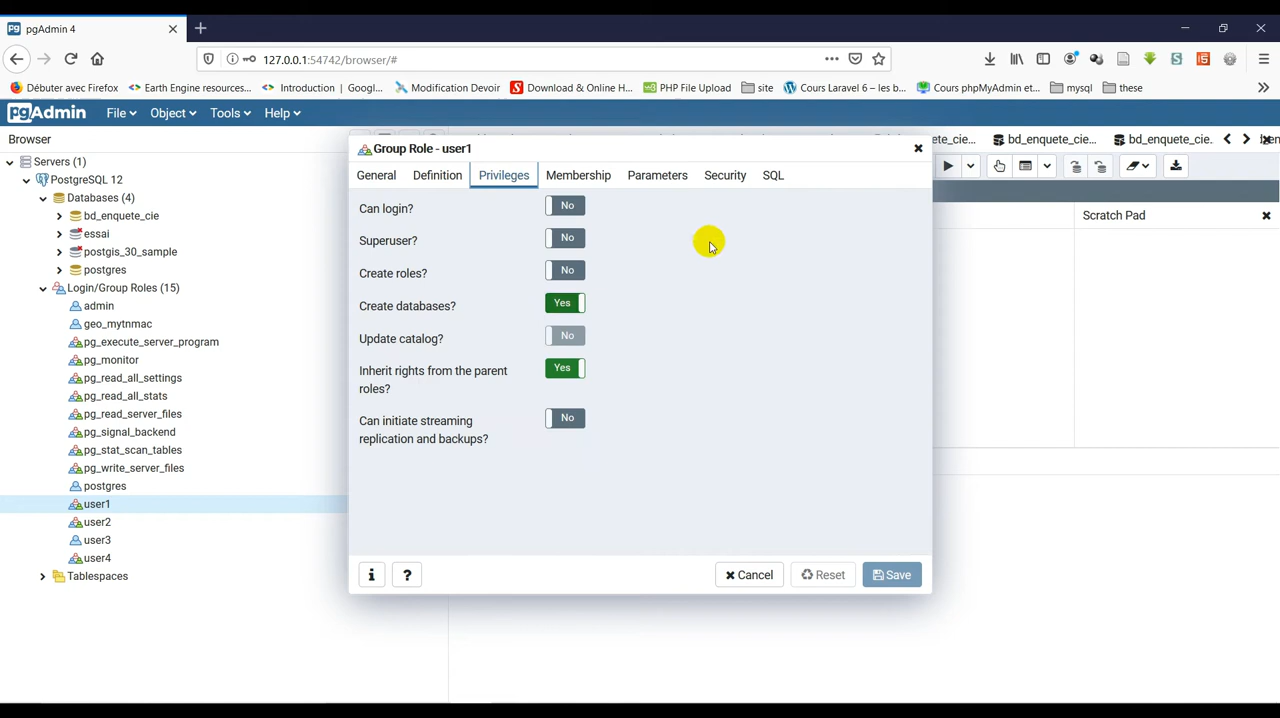 pgAdmin 4
127.0.0.1:54742/browser/#
Débuter avec Firefox
Earth Engine resources...
Introduction | Googl...
Modification Devoir
Download & Online H...
PHP File Upload
site
Cours Laravel 6 – les b...
Cours phpMyAdmin et...
mysql
these
pgAdmin
File
Object
Tools
Help
Browser
Servers (1)
PostgreSQL 12
Databases (4)
bd_enquete_cie
essai
postgis_30_sample
postgres
Login/Group Roles (15)
admin
geo_mytnmac
pg_execute_server_program
pg_monitor
pg_read_all_settings
pg_read_all_stats
pg_read_server_files
pg_signal_backend
pg_stat_scan_tables
pg_write_server_files
postgres
user1
user2
user3
user4
Tablespaces
Group Role - user1
General
Definition
Privileges
Membership
Parameters
Security
SQL
Can login?
No
Superuser?
No
Create roles?
No
Create databases?
Yes
Update catalog?
No
Inherit rights from the parent
roles?
Yes
Can initiate streaming
replication and backups?
No
i
?
Cancel
Reset
Save
te_cie...
bd_enquete_cie...
bd_enquete_cie.
Scratch Pad